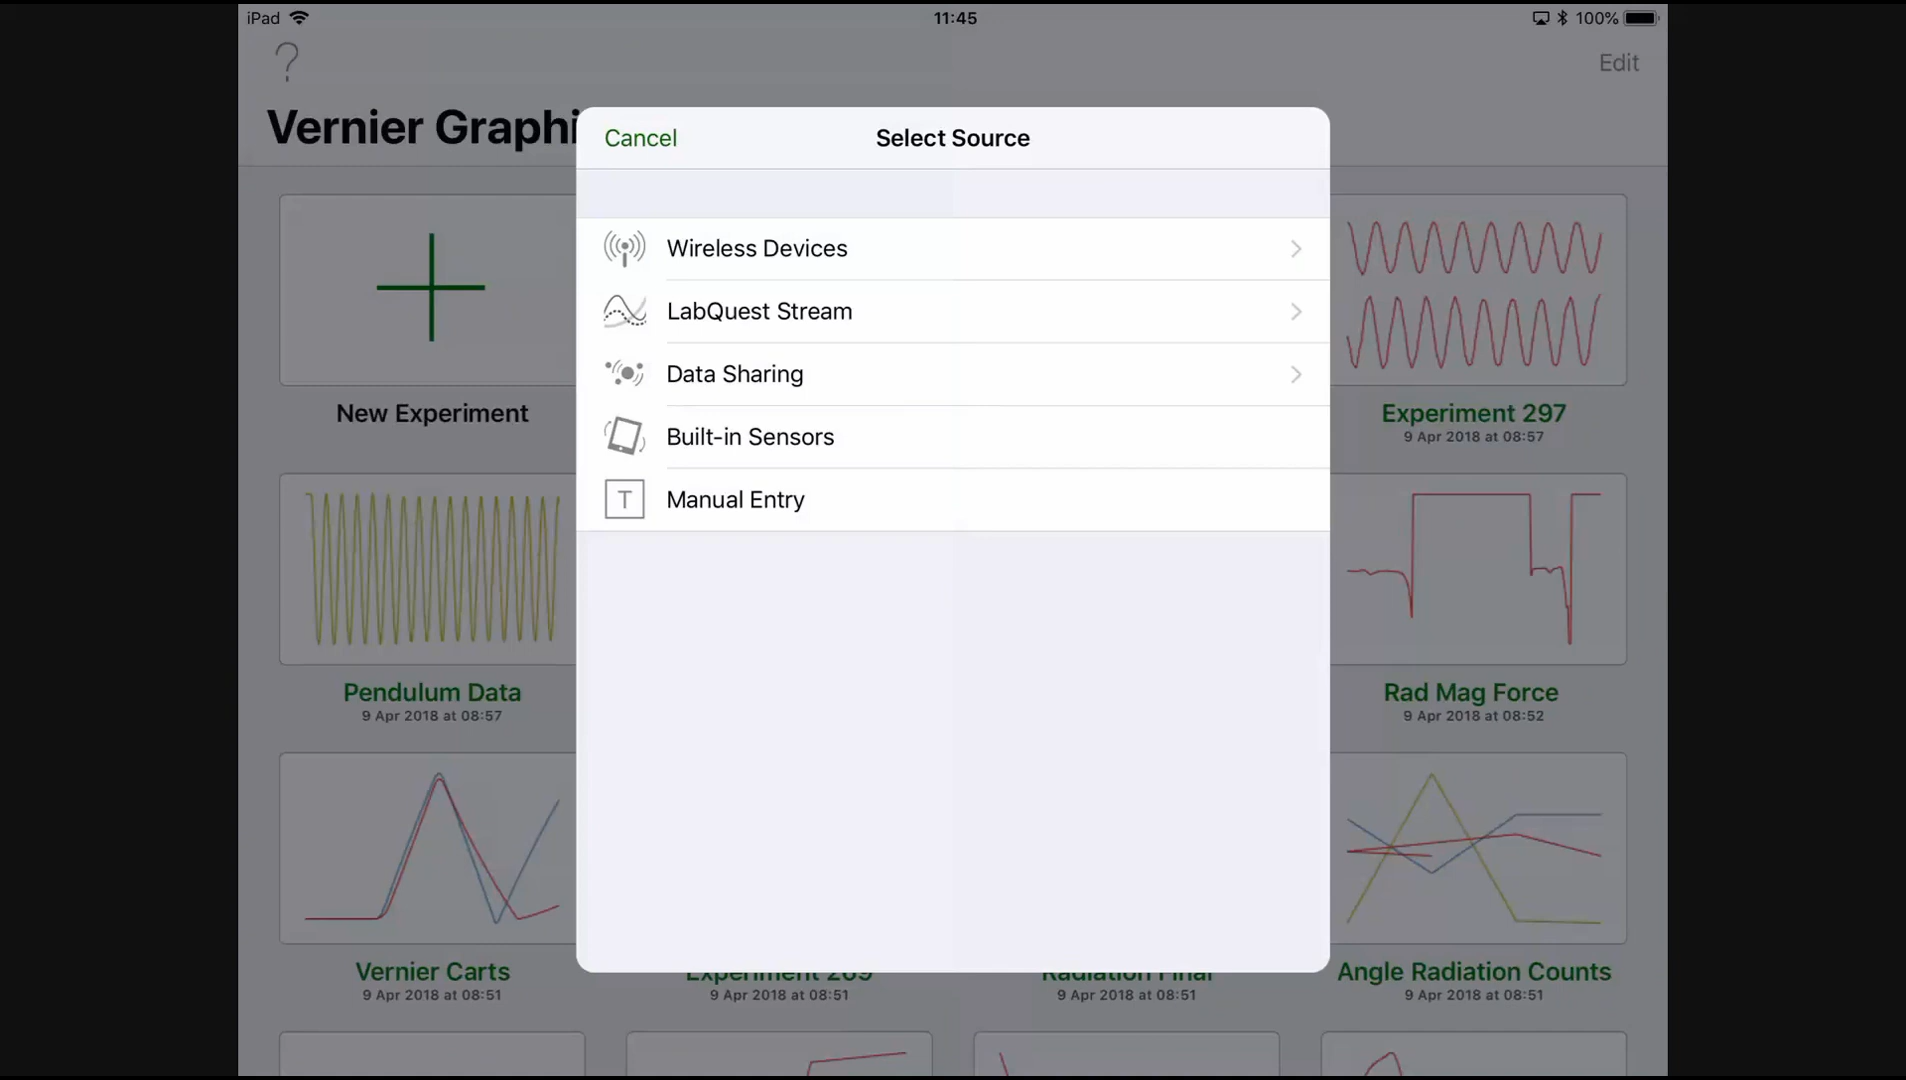 iPad
11:45
100%
?
Edit
Vernier Graphi
Cancel
Select Source
Wireless Devices
LabQuest Stream
Data Sharing
Built-in Sensors
T
Manual Entry
New Experiment
Experiment 297
9 Apr 2018 at 08:57
Pendulum Data
9 Apr 2018 at 08:57
Rad Mag Force
9 Apr 2018 at 08:52
Vernier Carts
9 Apr 2018 at 08:51
Experiment 269
9 Apr 2018 at 08:51
Radiation Final
9 Apr 2018 at 08:51
Angle Radiation Counts
9 Apr 2018 at 08:51